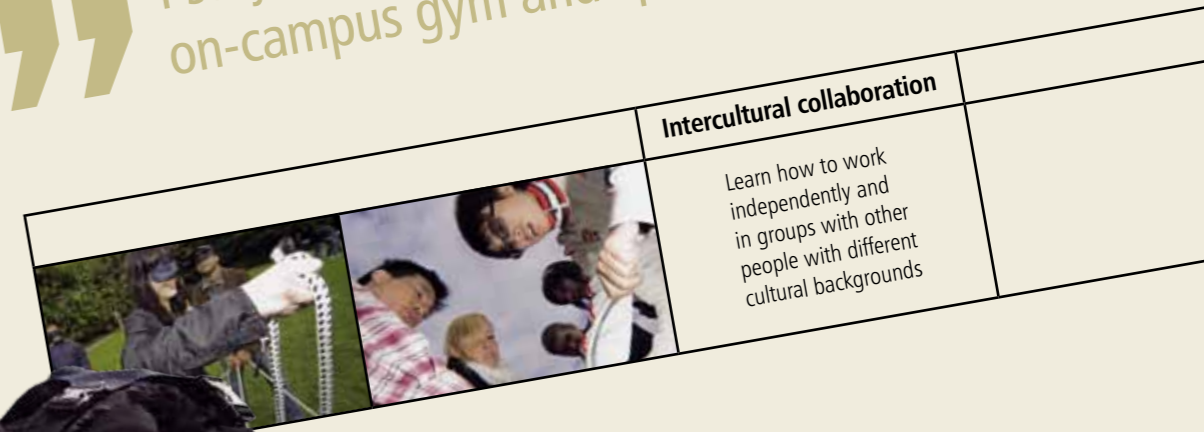 on-campus gym and
Intercultural collaboration
Learn how to work
independently and
in groups with other
people with different
cultural backgrounds